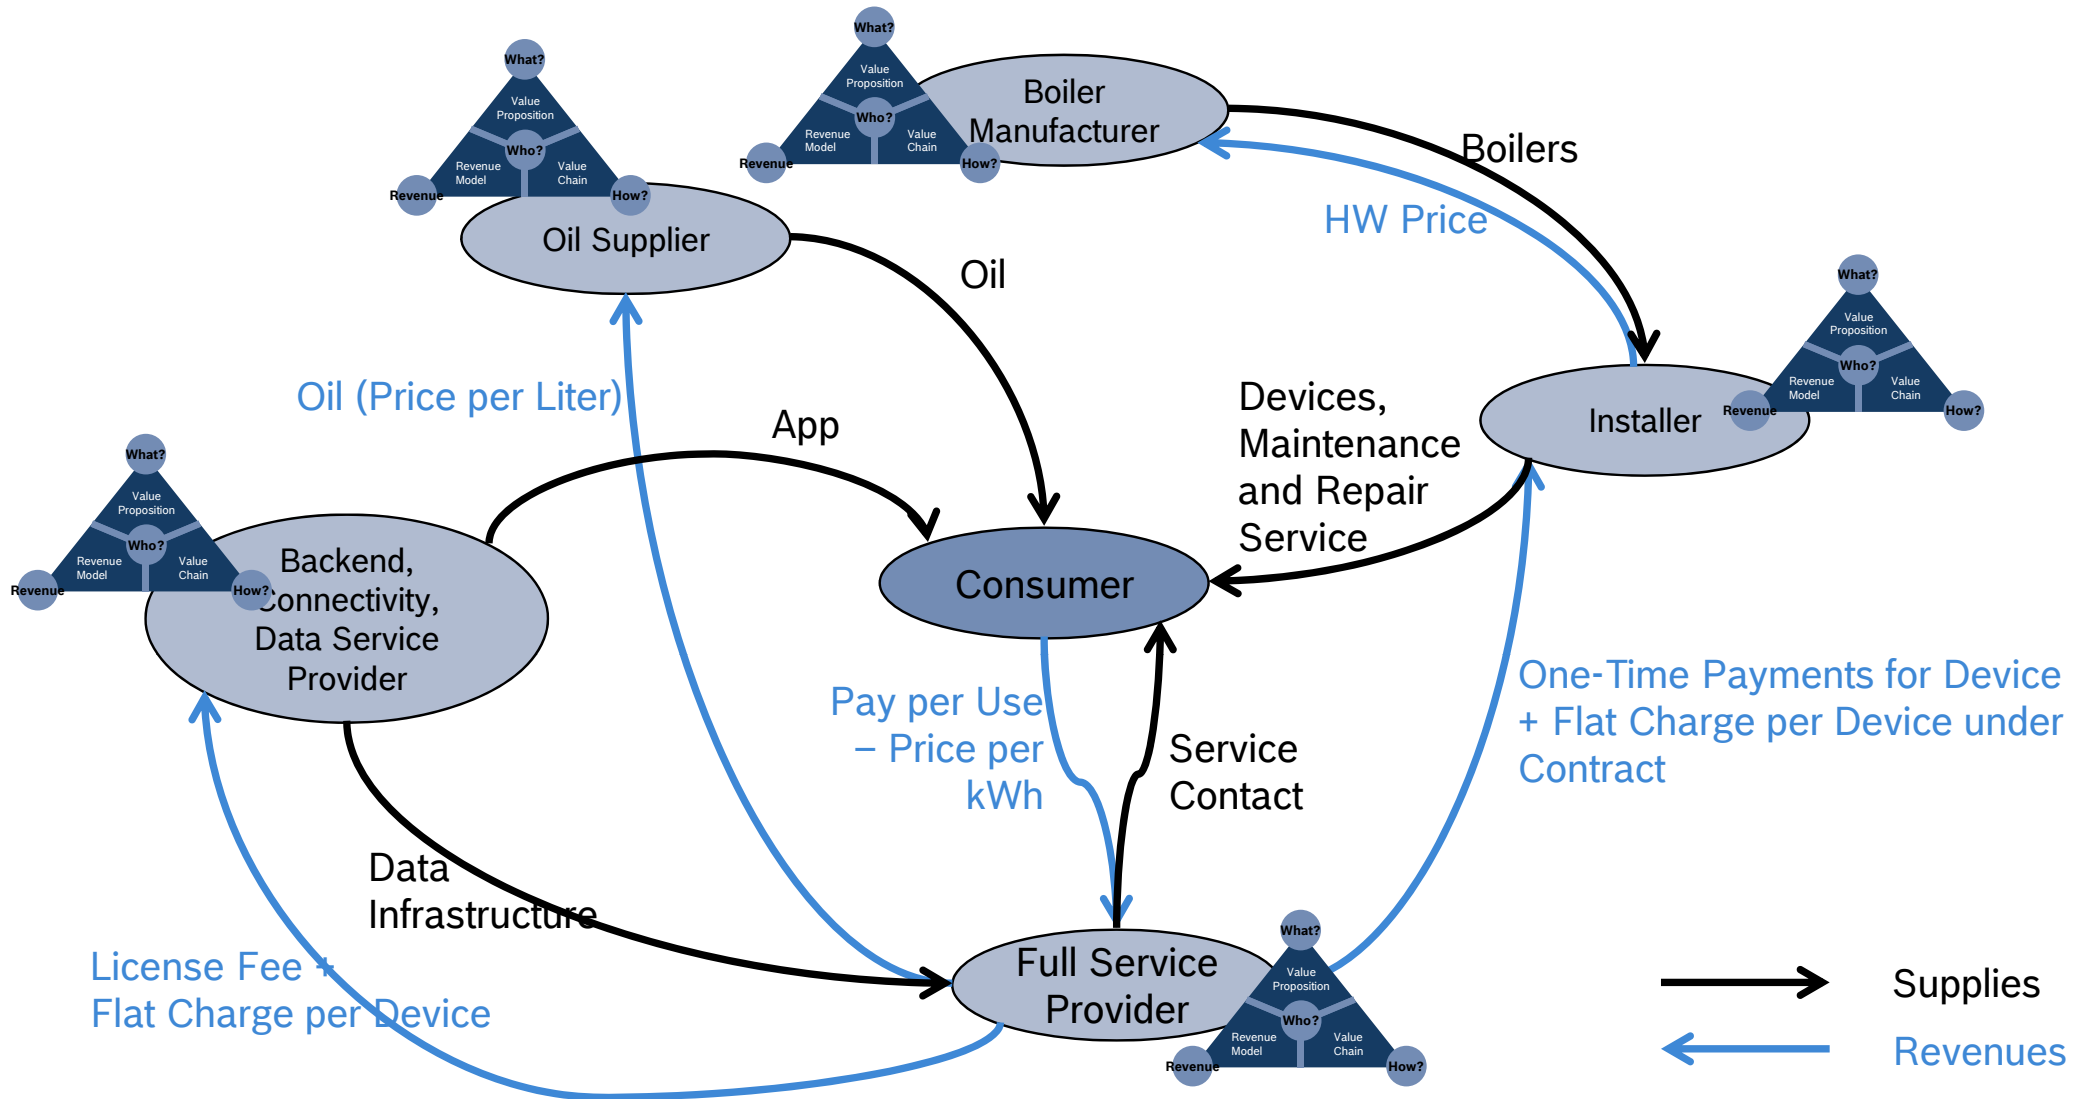 What?
Value
Proposition
Who?
Revenue
Model
Value
Chain
Revenue
How?
Boiler
Manufacturer
What?
Value
Proposition
Who?
Revenue
Model
Value
Chain
Revenue
How?
Oil Supplier
Boilers
HW Price
Oil
What?
Value
Proposition
Who?
Revenue
Model
Value
Chain
Revenue
How?
Installer
Oil (Price per Liter)
App
Devices,
Maintenance
and Repair
Service
What?
Value
Proposition
Who?
Revenue
Model
Value
Chain
Revenue
How?
Backend,
Connectivity,
Data Service
Provider
Consumer
Pay per Use
– Price per
kWh
Service
Contact
One-Time Payments for Device
+ Flat Charge per Device under
Contract
Data
Infrastructure
License Fee +
Flat Charge per Device
Full Service
Provider
What?
Value
Proposition
Who?
Revenue
Model
Value
Chain
Revenue
How?
Supplies
Revenues